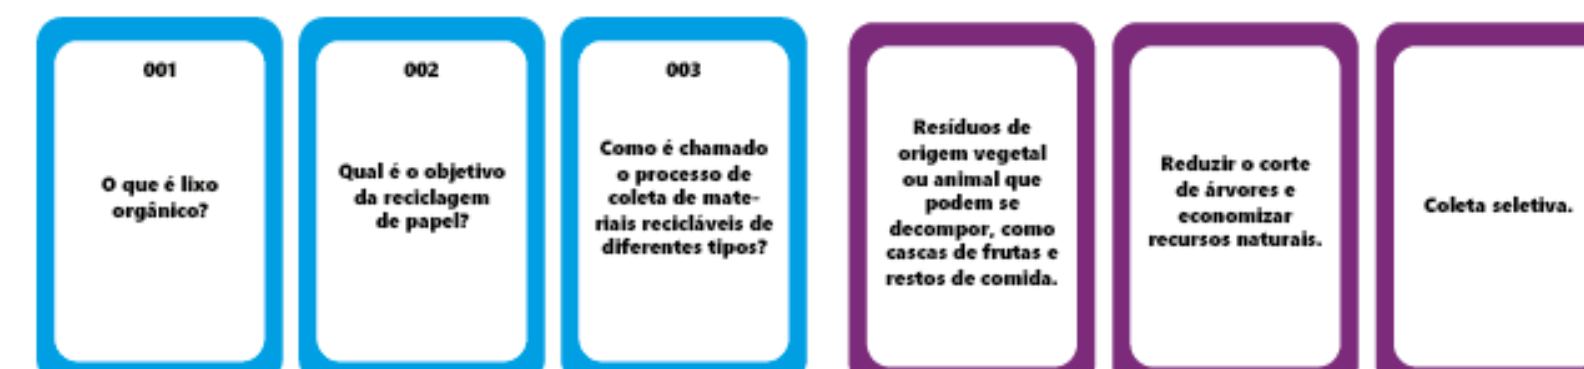 001
O que é lixo
orgânico?
002
Qual é o objetivo
da reciclagem
de papel?
003
Como é chamado
o processo de
coleta de mate-
riais recicláveis de
diferentes tipos?
Resíduos de
origem vegetal
ou animal que
podem se
decompor, como
cascas de frutas e
restos de comida.
Reduzir o corte
de árvores e
economizar
recursos naturais.
Coleta seletiva.